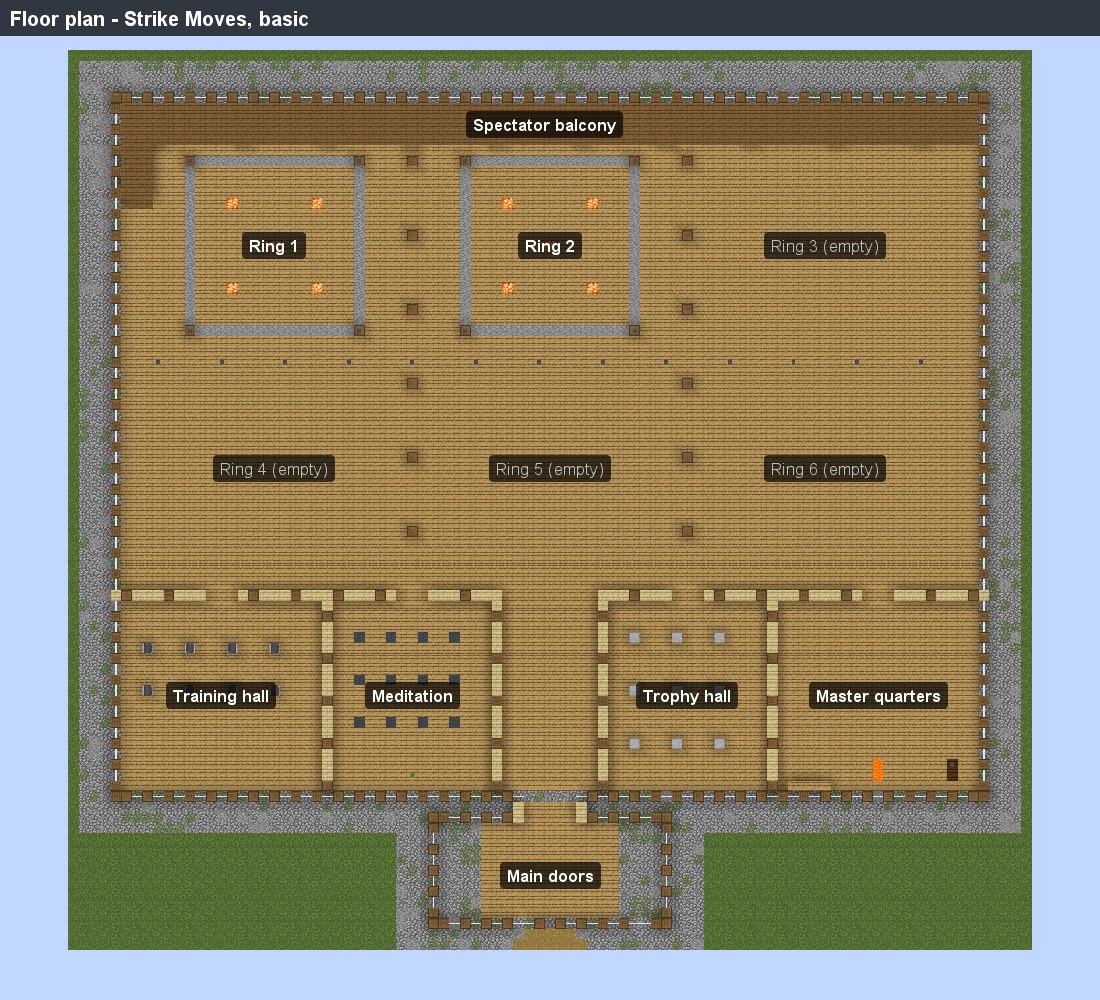 Floor plan - Strike Moves, basic
Spectator balcony
Ring 1
Ring 2
Ring 3 (empty)
Ring 4 (empty)
Ring 5 (empty)
Ring 6 (empty)
Training hall
Meditation
Trophy hall
Master quarters
Main doors